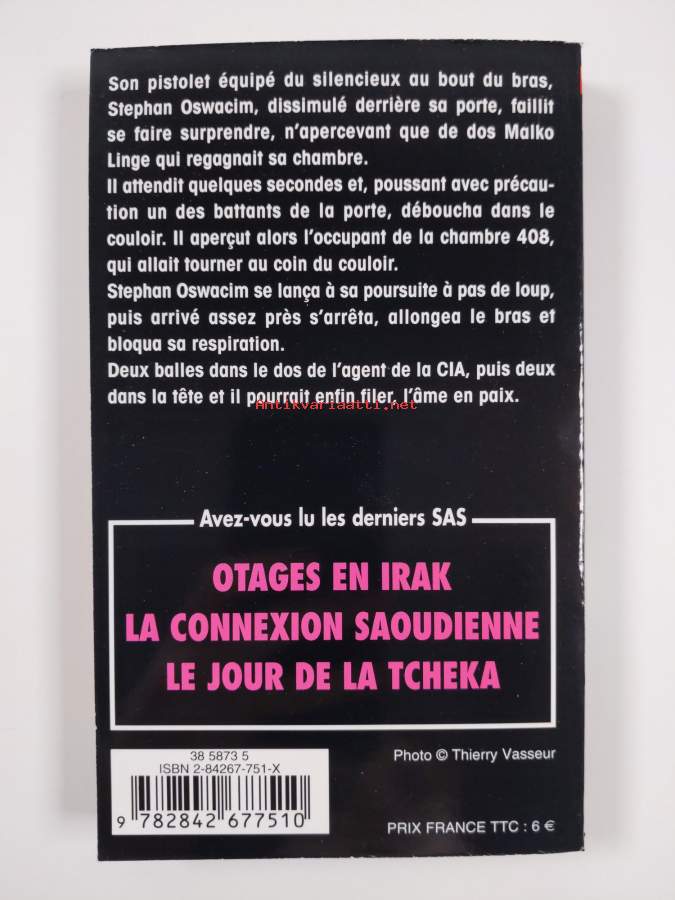 Son pistolet équipé du silencieux au bout du bras,
Stephan Oswacim, dissimulé derrière sa porte, faillit
se faire surprendre, n'apercevant que de dos Malko
Linge qui regagnait sa chambre.
Il attendit quelques secondes et, poussant avec précau-
tion un des battants de la porte, déboucha dans le
couloir. Il aperçut alors l'occupant de la chambre 408,
qui allait tourner au coin du couloir.
Stephan Oswacim se lança à sa poursuite à pas de loup,
puis arrivé assez près s'arrêta, allongea le bras et
bloqua sa respiration.
Deux balles dans le dos de l'agent de la CIA, puis deux
dans la tête et il pourrait enfin filer, l'âme en paix.
Antikvariaatti.net
Avez-vous lu les derniers SAS
OTAGES EN IRAK
LA CONNEXION SAOUDIENNE
LE JOUR DE LA TCHEKA
38 5873 5
ISBN 2-84267-751-X
9 782842 677510
Photo © Thierry Vasseur
PRIX FRANCE TTC : 6 €